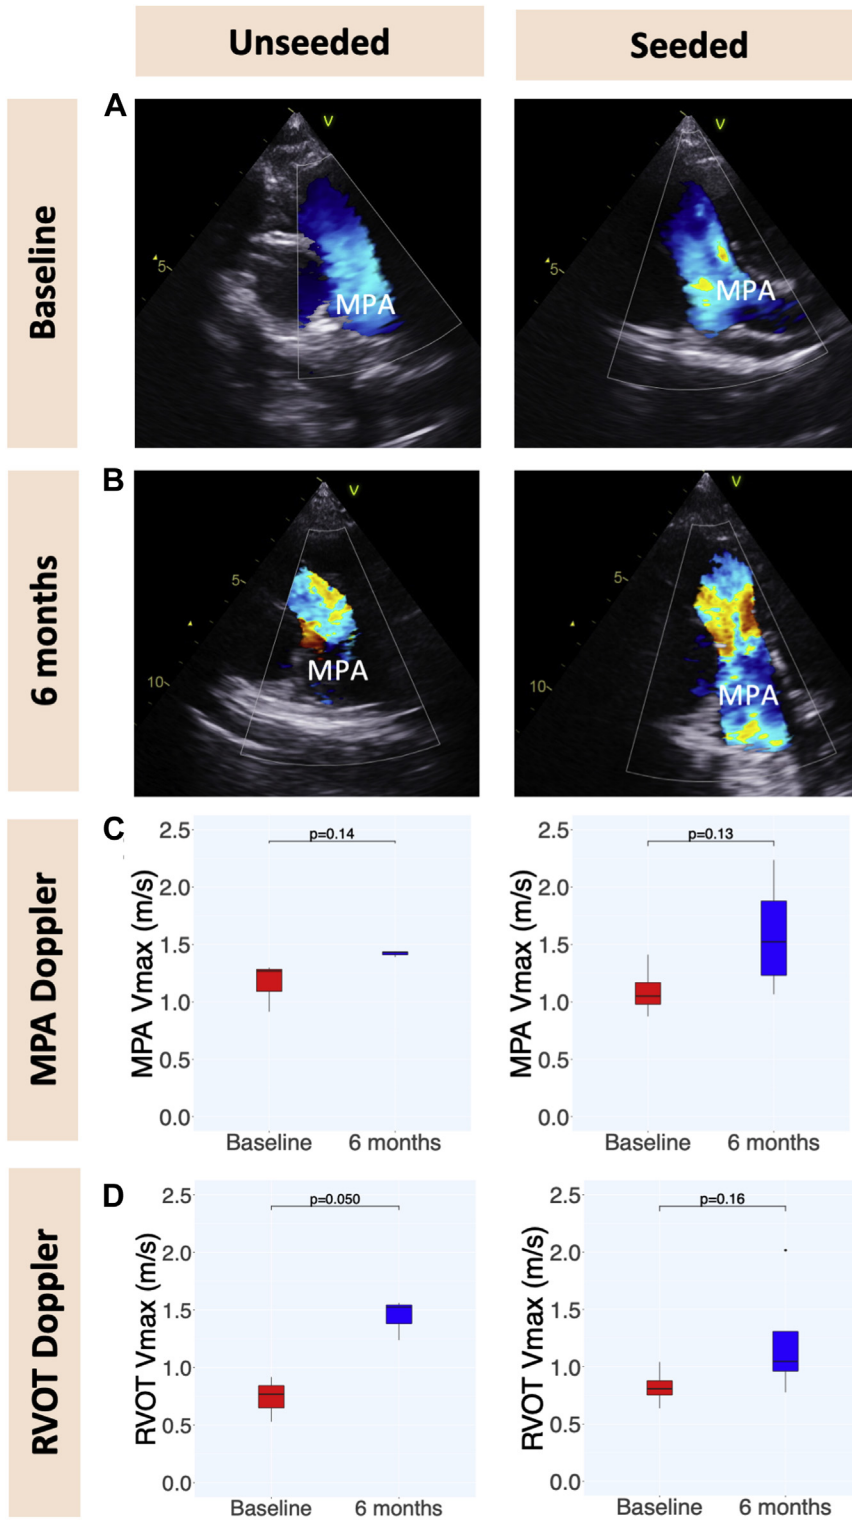 Unseeded
Seeded
Baseline
A
V
5
MPA
V
MPA
6 months
B
V
5
10
MPA
V
5
10
MPA
MPA Doppler
C
MPA Vmax (m/s)
2.5
2.0
1.5
1.0
0.5
0.0
p=0.14
Baseline 6 months
MPA Vmax (m/s)
2.5
2.0
1.5
1.0
0.5
0.0
p=0.13
Baseline 6 months
RVOT Doppler
D
RVOT Vmax (m/s)
2.5
2.0
1.5
1.0
0.5
0.0
p=0.050
Baseline 6 months
RVOT Vmax (m/s)
2.5
2.0
1.5
1.0
0.5
0.0
p=0.16
Baseline 6 months